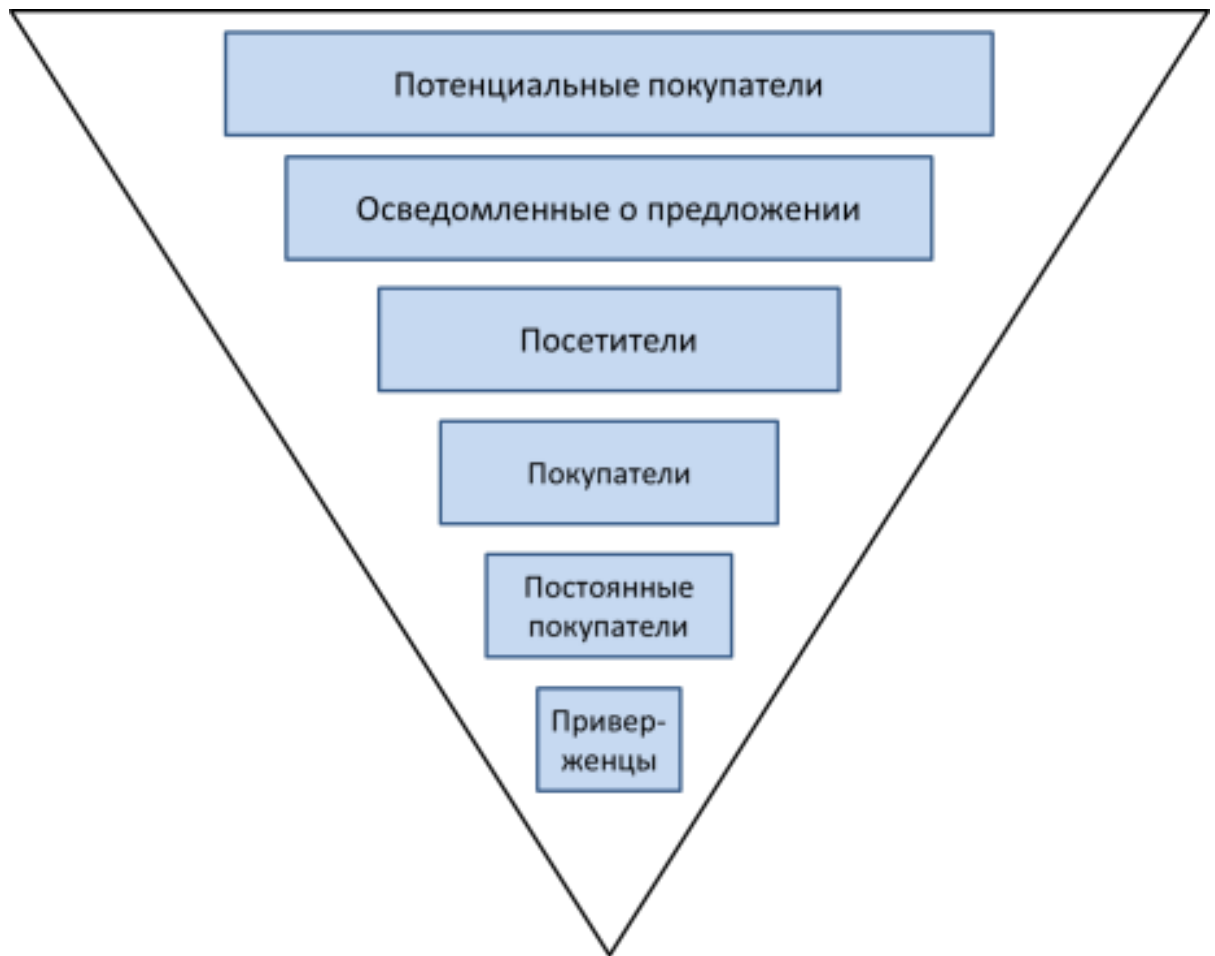 Потенциальные покупатели
Осведомленные о предложении
Посетители
Покупатели
Постоянные
покупатели
Привер-
женцы